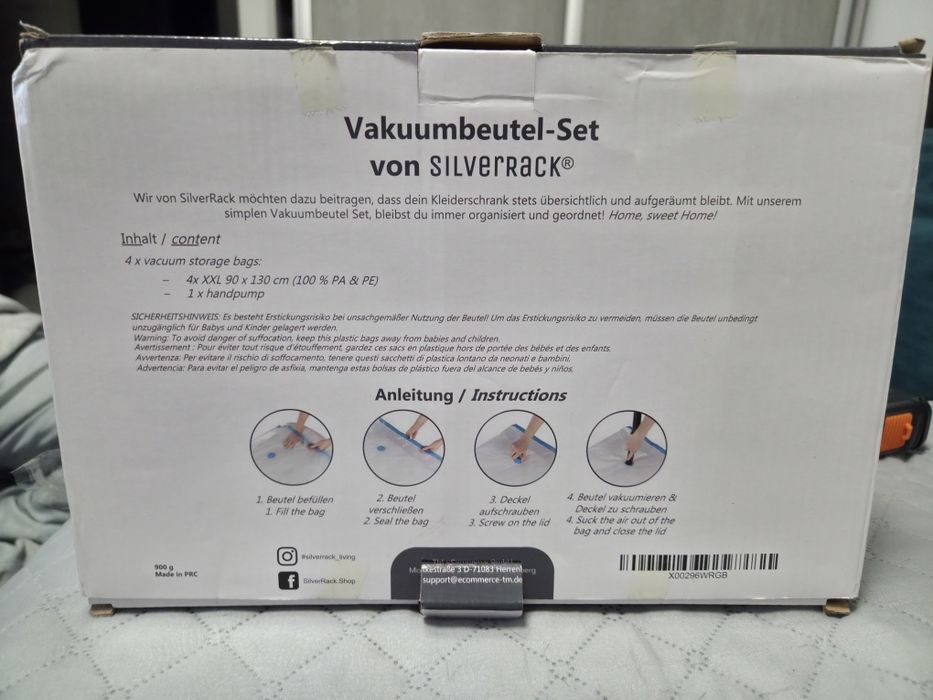 Vakuumbeutel-Set
von SILVERRACK®
Wir von SilverRack möchten dazu beitragen, dass dein Kleiderschrank stets übersichtlich und aufgeräumt bleibt. Mit unserem
simplen Vakuumbeutel Set, bleibst du immer organisiert und geordnet! Home, sweet Home!
Inhalt / content
4 x vacuum storage bags:
– 4x XXL 90 x 130 cm (100 % PA & PE)
– 1 x handpump
SICHERHEITSHINWEIS: Es besteht Erstickungsrisiko bei unsachgemäßer Nutzung der Beutel! Um das Erstickungsrisiko zu vermeiden, müssen die Beutel unbedingt
unzugänglich für Babys und Kinder gelagert werden.
Warning: To avoid danger of suffocation, keep this plastic bags away from babies and children.
Avertissement : Pour éviter tout risque d'étouffement, gardez ces sacs en plastique hors de portée des bébés et des enfants.
Avvertenza: Per evitare il rischio di soffocamento, tenere questi sacchetti di plastica lontano da neonati e bambini.
Advertencia: Para evitar el peligro de asfixia, mantenga estas bolsas de plástico fuera del alcance de bebés y niños.
Anleitung / Instructions
1. Beutel befüllen
1. Fill the bag
2. Beutel
verschließen
2. Seal the bag
3. Deckel
aufschrauben
3. Screw on the lid
4. Beutel vakuumieren &
Deckel zu schrauben
4. Suck the air out of the
bag and close the lid
900 g
Made in PRC
#silverrack_living
SilverRack.Shop
3 D-71083 Herrenberg
support@ecommerce-tm.de
X00296WRGB